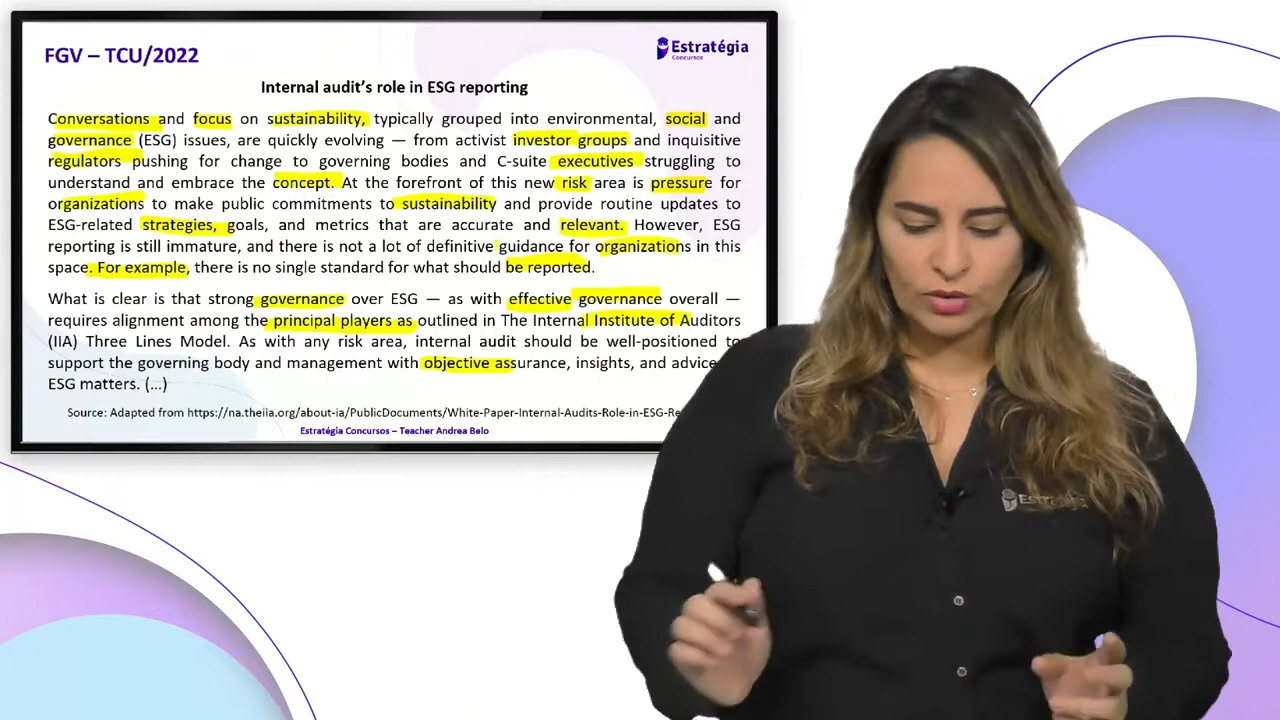 FGV – TCU/2022
Estratégia
Concursos
Internal audit's role in ESG reporting
Conversations and focus on sustainability, typically grouped into environmental, social and
governance (ESG) issues, are quickly evolving — from activist investor groups and inquisitive
regulators pushing for change to governing bodies and C-suite executives struggling to
understand and embrace the concept. At the forefront of this new risk area is pressure for
organizations to make public commitments to sustainability and provide routine updates to
ESG-related strategies, goals, and metrics that are accurate and relevant. However, ESG
reporting is still immature, and there is not a lot of definitive guidance for organizations in this
space. For example, there is no single standard for what should be reported.
What is clear is that strong governance over ESG — as with effective governance overall —
requires alignment among the principal players as outlined in The Internal Institute of Auditors
(IIA) Three Lines Model. As with any risk area, internal audit should be well-positioned to
support the governing body and management with objective assurance, insights, and advice
ESG matters. (...)
Source: Adapted from https://na.theiia.org/about-ia/PublicDocuments/White-Paper-Internal-Audits-Role-in-ESG-Re
Estratégia Concursos – Teacher Andrea Belo
Estratégia